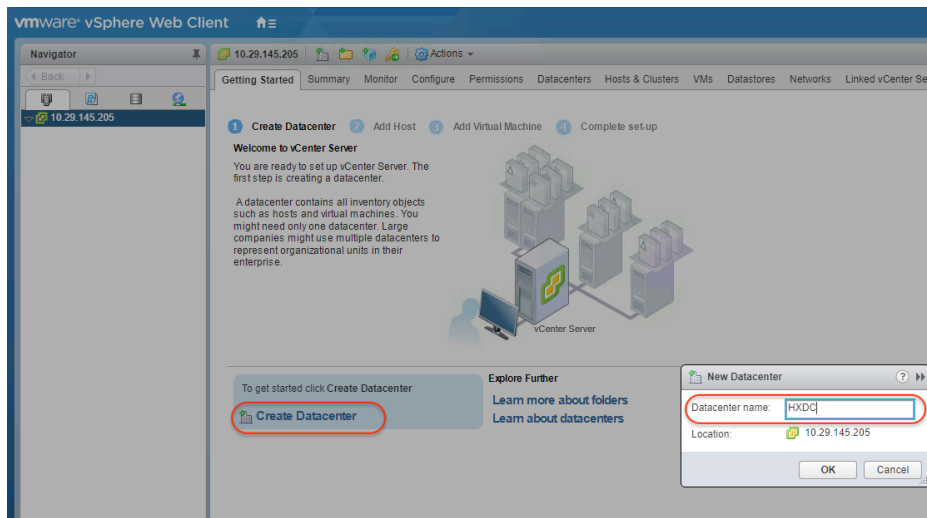 vmware® vSphere Web Client
Navigator
10.29.145.205
Actions
Back
Getting Started Summary Monitor Configure Permissions Datacenters Hosts & Clusters VMs Datastores Networks Linked vCenter Se
10.29.145.205
1 Create Datacenter 2 Add Host 3 Add Virtual Machine 4 Complete set-up
Welcome to vCenter Server
You are ready to set up vCenter Server. The
first step is creating a datacenter.
A datacenter contains all inventory objects
such as hosts and virtual machines. You
might need only one datacenter. Large
companies might use multiple datacenters to
represent organizational units in their
enterprise.
vCenter Server
To get started click Create Datacenter
Create Datacenter
Explore Further
Learn more about folders
Learn about datacenters
New Datacenter
?
Datacenter name: HXDC
Location: 10.29.145.205
OK Cancel